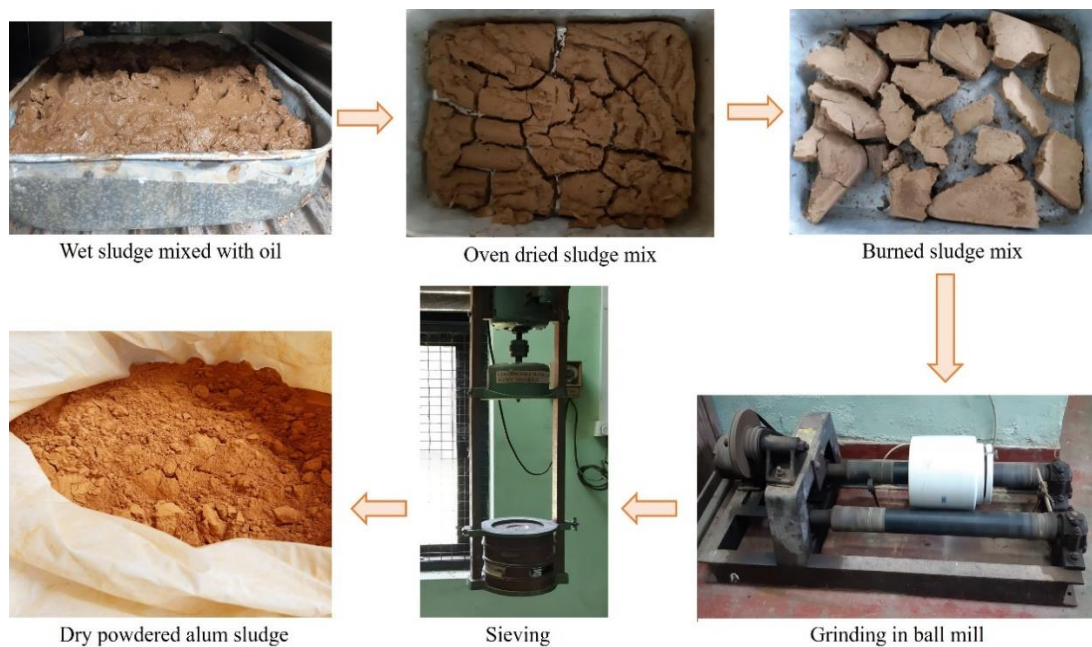 Wet sludge mixed with oil
Oven dried sludge mix
Burned sludge mix
Dry powdered alum sludge
Sieving
Grinding in ball mill